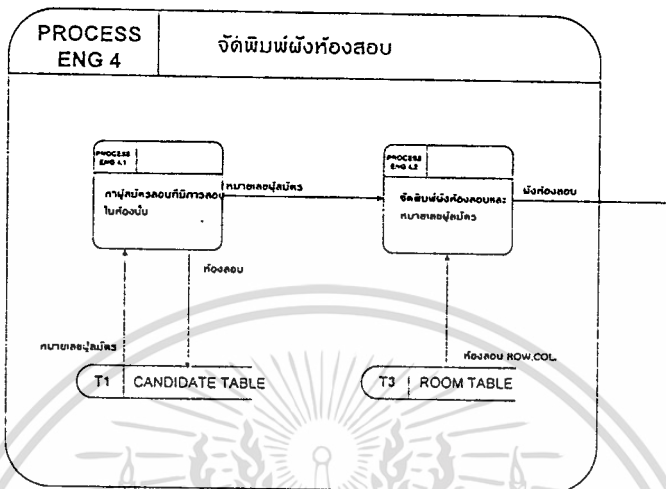 PROCESS
ENG 4
จัดพิมพ์ผังห้องสอบ
PROCESS
ENG 4.1
หาผู้สมัครสอบที่มีการสอบ
ในห้องนั้น
หมายเลขผู้สมัคร
PROCESS
ENG 4.2
จัดพิมพ์ผังห้องสอบและ
หมายเลขผู้สมัคร
ผังห้องสอบ
ห้องสอบ
หมายเลขผู้สมัคร
ห้องสอบ ROW,COL.
T1 CANDIDATE TABLE
T3 ROOM TABLE